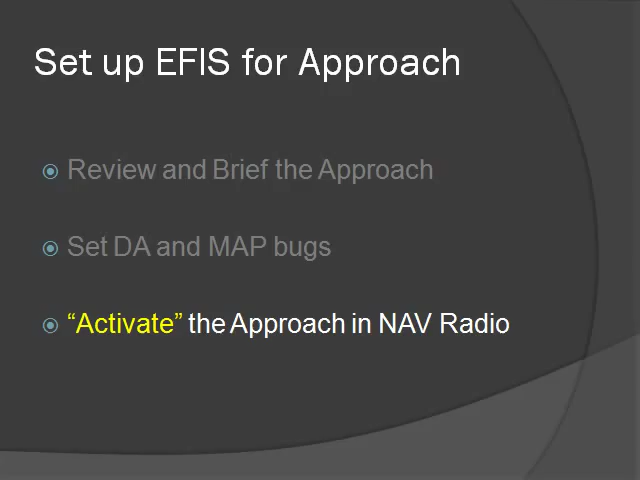 Set up EFIS for Approach
Review and Brief the Approach
Set DA and MAP bugs
“Activate” the Approach in NAV Radio